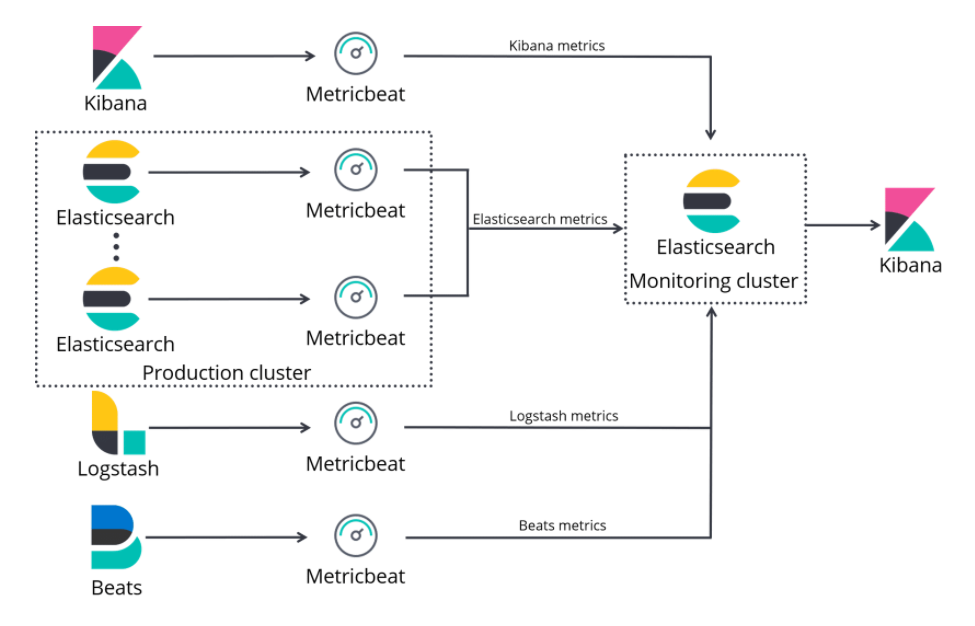 Kibana metrics
Kibana
Metricbeat
Elasticsearch
Metricbeat
Elasticsearch metrics
Elasticsearch
Monitoring cluster
Kibana
Elasticsearch
Metricbeat
Production cluster
Logstash metrics
Logstash
Metricbeat
Beats metrics
Beats
Metricbeat